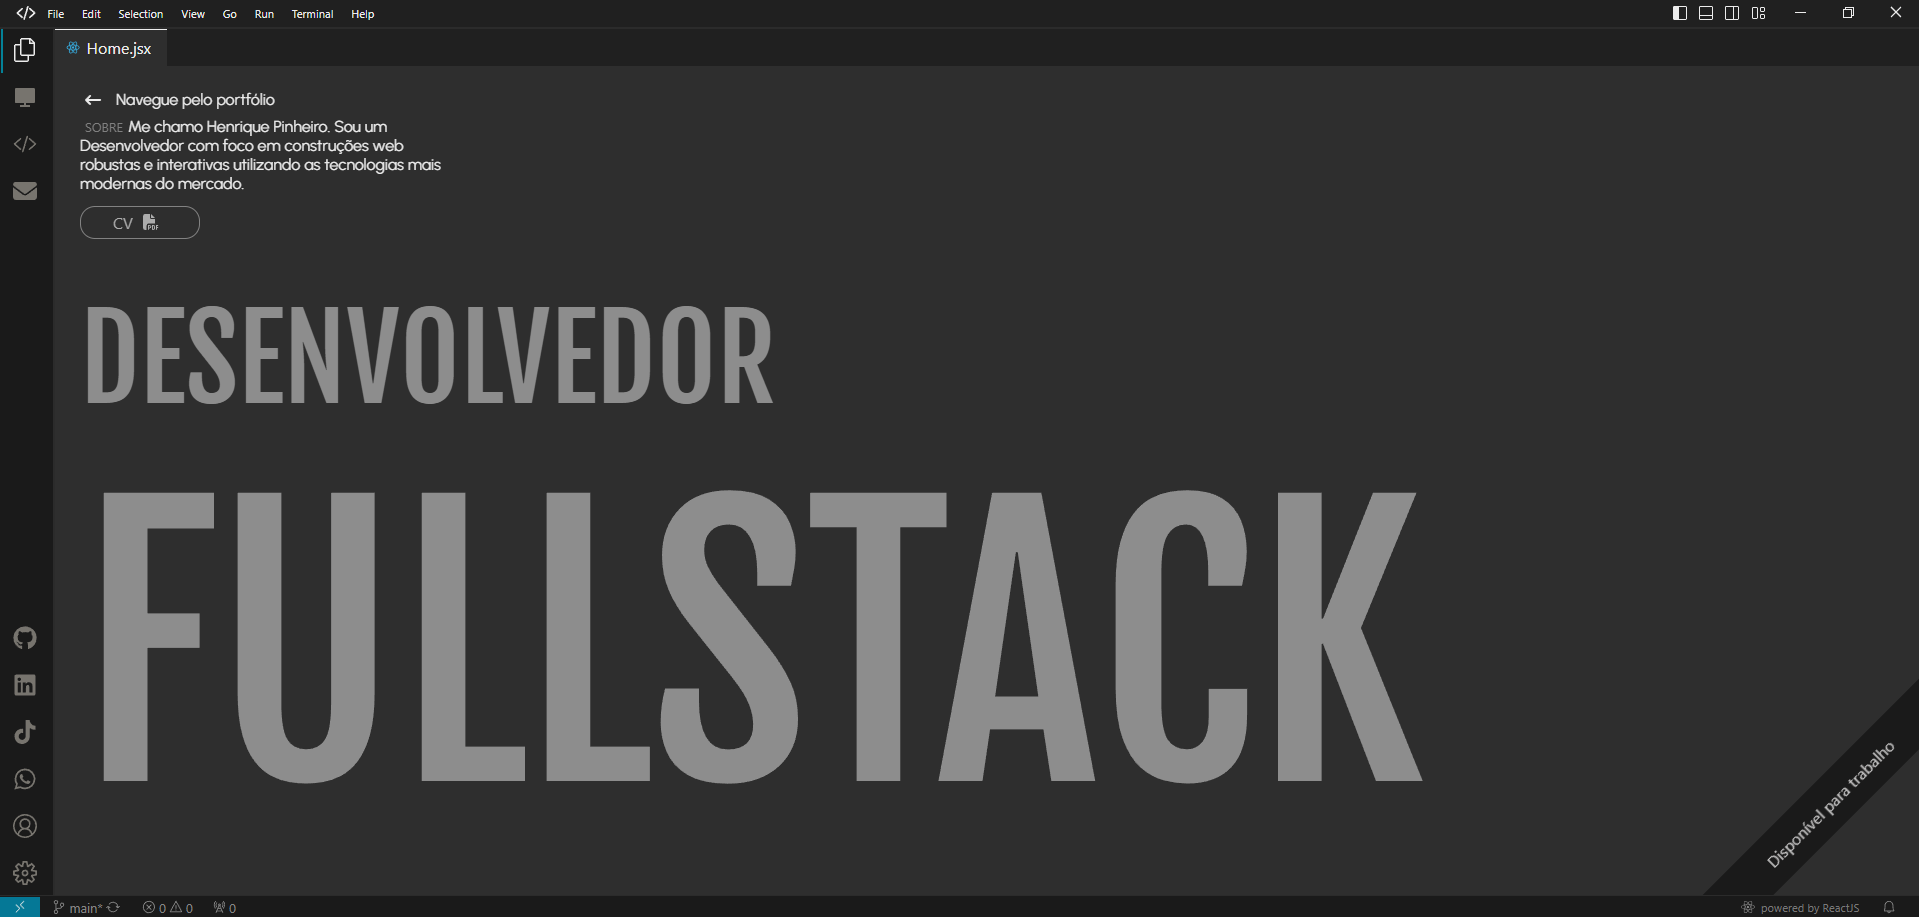 File Edit Selection View Go Run Terminal Help
Home.jsx
Navegue pelo portfólio
SOBRE Me chamo Henrique Pinheiro. Sou um
Desenvolvedor com foco em construções web
robustas e interativas utilizando as tecnologias mais
modernas do mercado.
CV PDF
DESENVOLVEDOR
FULLSTACK
Disponível para trabalho
main* 0 0 0 powered by ReactJS